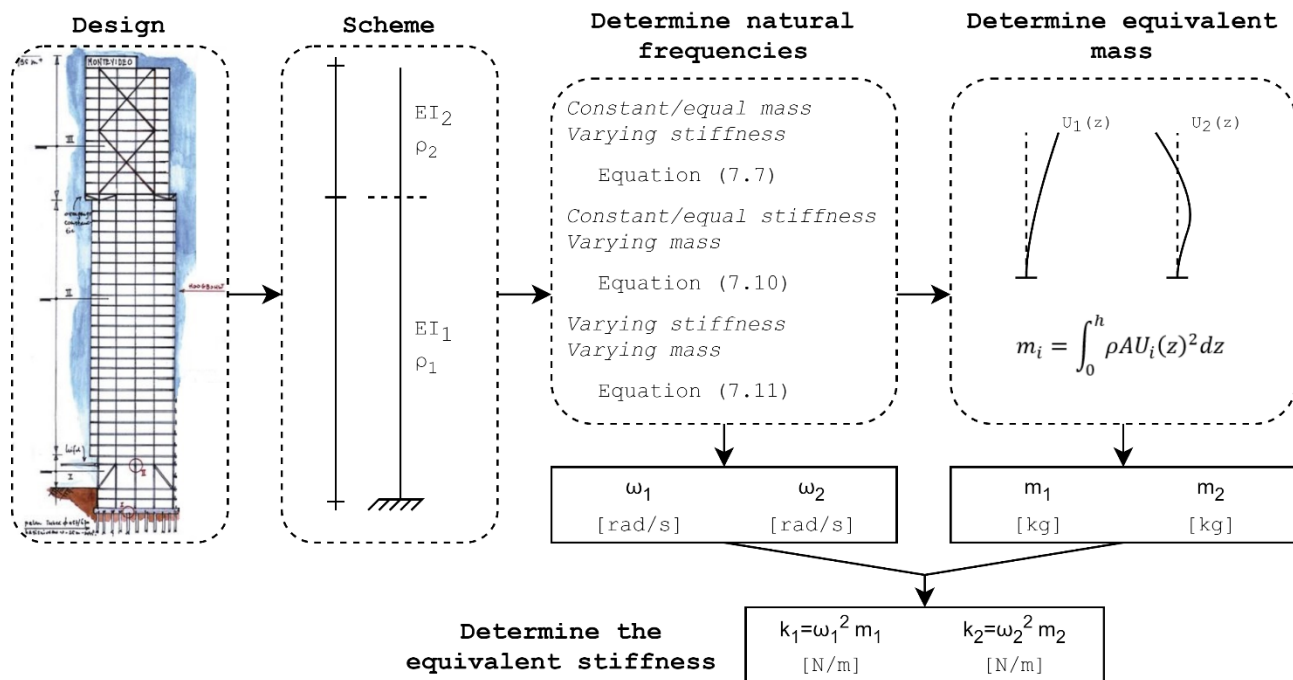 Design
MONTEVIDEO
II
II
I
HOOGBOUW
Scheme
EI₂
ρ₂
EI₁
ρ₁
Determine natural
frequencies
Constant/equal mass
Varying stiffness
Equation (7.7)
Constant/equal stiffness
Varying mass
Equation (7.10)
Varying stiffness
Varying mass
Equation (7.11)
Determine equivalent
mass
U₁(z) U₂(z)
mᵢ = ∫₀ʰ ρAUᵢ(z)²dz
ω₁ ω₂
[rad/s] [rad/s]
m₁ m₂
[kg] [kg]
Determine the
equivalent stiffness
k₁=ω₁² m₁ k₂=ω₂² m₂
[N/m] [N/m]